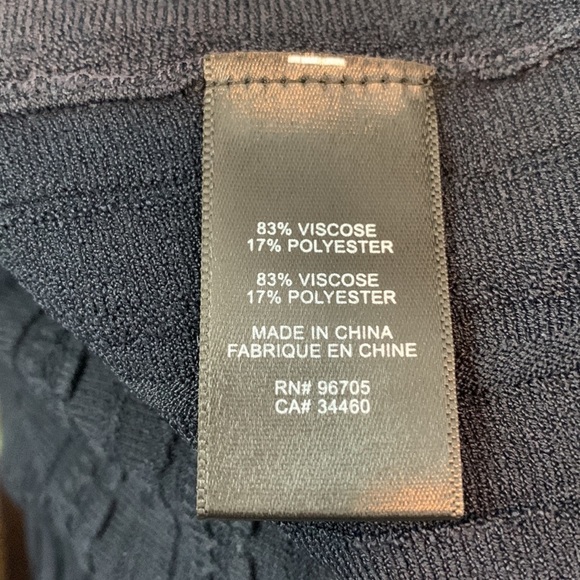 83% VISCOSE
17% POLYESTER
83% VISCOSE
17% POLYESTER
MADE IN CHINA
FABRIQUE EN CHINE
RN# 96705
CA# 34460